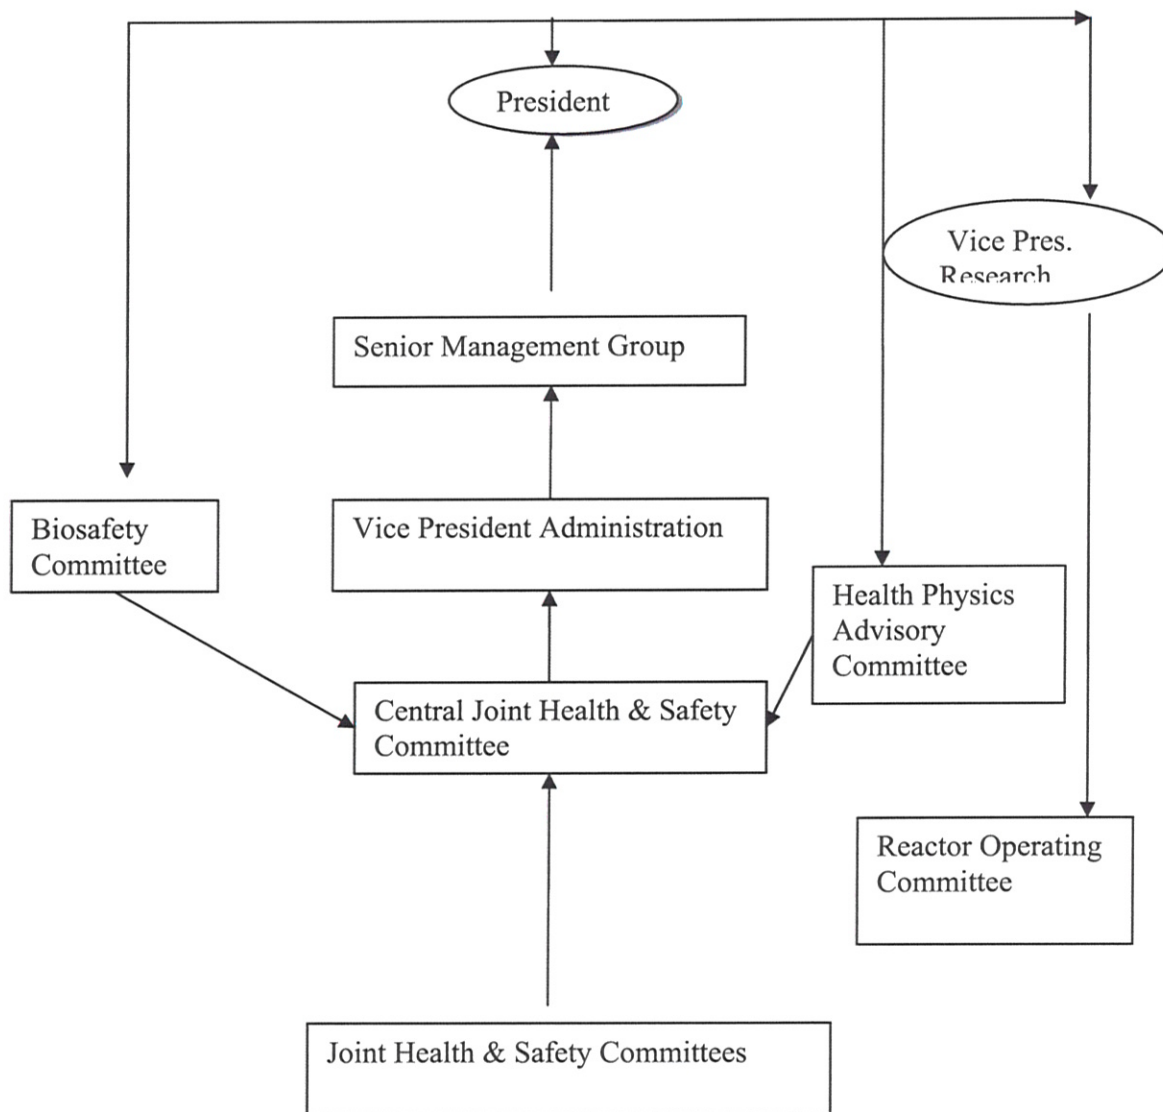 President
Vice Pres.
Research
Senior Management Group
Biosafety
Committee
Vice President Administration
Health Physics
Advisory
Committee
Central Joint Health & Safety
Committee
Reactor Operating
Committee
Joint Health & Safety Committees